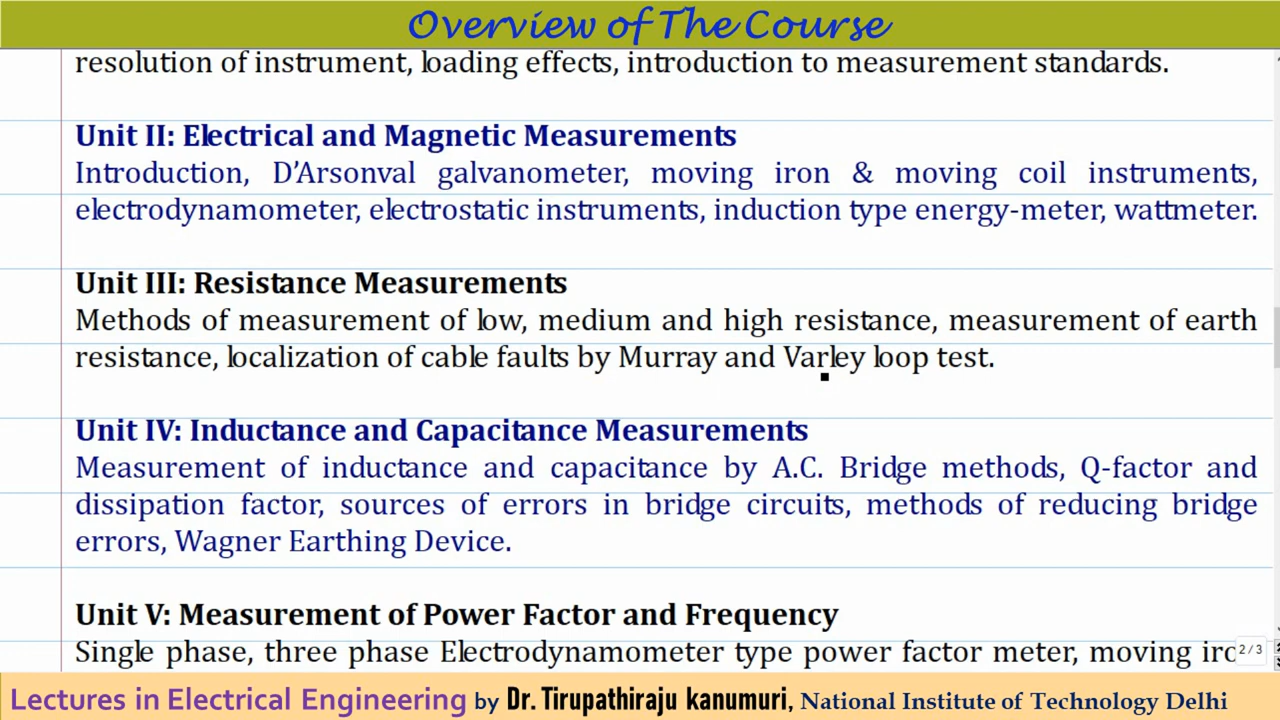 Overview of The Course
resolution of instrument, loading effects, introduction to measurement standards.
Unit II: Electrical and Magnetic Measurements
Introduction, D’Arsonval galvanometer, moving iron & moving coil instruments,
electrodynamometer, electrostatic instruments, induction type energy-meter, wattmeter.
Unit III: Resistance Measurements
Methods of measurement of low, medium and high resistance, measurement of earth
resistance, localization of cable faults by Murray and Varley loop test.
Unit IV: Inductance and Capacitance Measurements
Measurement of inductance and capacitance by A.C. Bridge methods, Q-factor and
dissipation factor, sources of errors in bridge circuits, methods of reducing bridge
errors, Wagner Earthing Device.
Unit V: Measurement of Power Factor and Frequency
Single phase, three phase Electrodynamometer type power factor meter, moving iro
2 / 3
Lectures in Electrical Engineering by Dr. Tirupathiraju kanumuri, National Institute of Technology Delhi